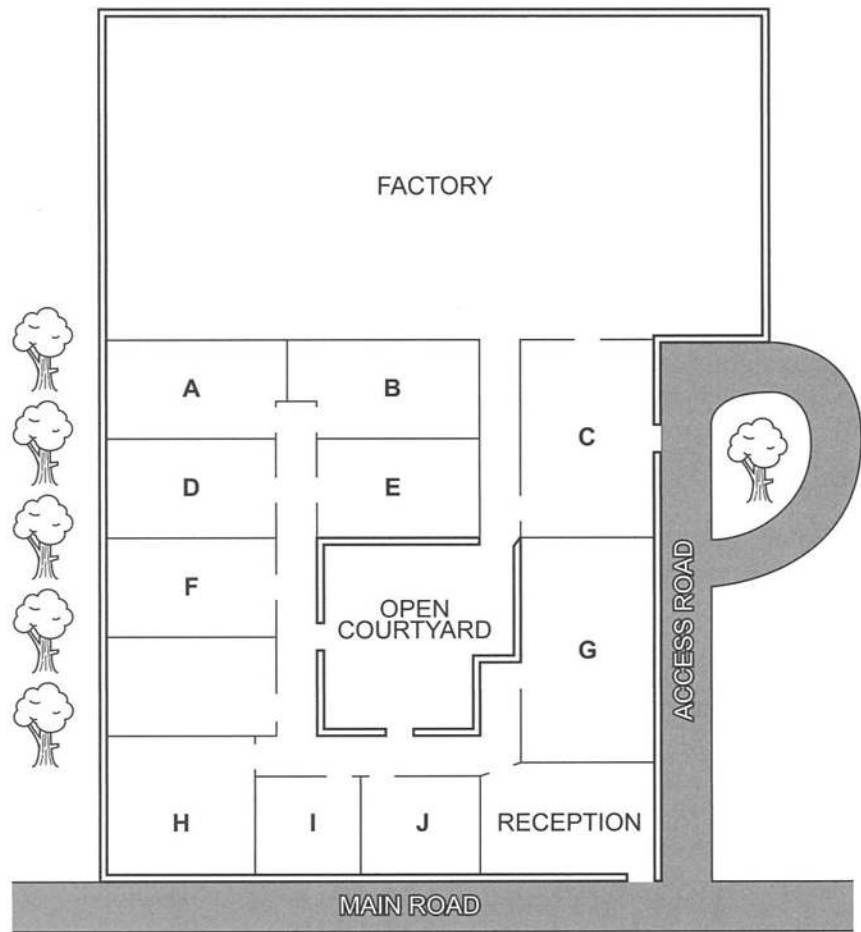 FACTORY
A
B
C
D
E
F
OPEN
COURTYARD
G
ACCESS ROAD
H
I
J
RECEPTION
MAIN ROAD